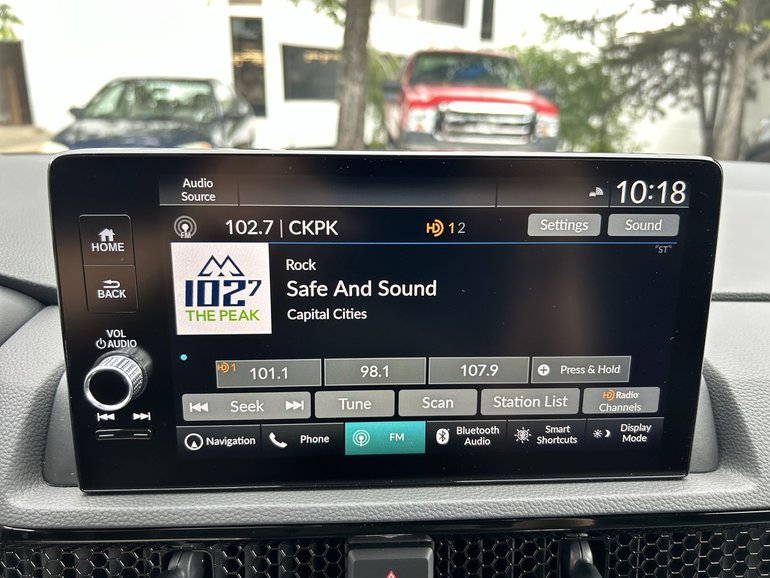 Audio Source
10:18
HOME
BACK
VOL
AUDIO
FM
102.7 | CKPK
HD 1 2
Settings
Sound
"ST"
102.7
THE PEAK
Rock
Safe And Sound
Capital Cities
HD 1
101.1
98.1
107.9
+ Press & Hold
Seek
Tune
Scan
Station List
HD Radio
Channels
Navigation
Phone
FM
Bluetooth Audio
Smart Shortcuts
Display Mode